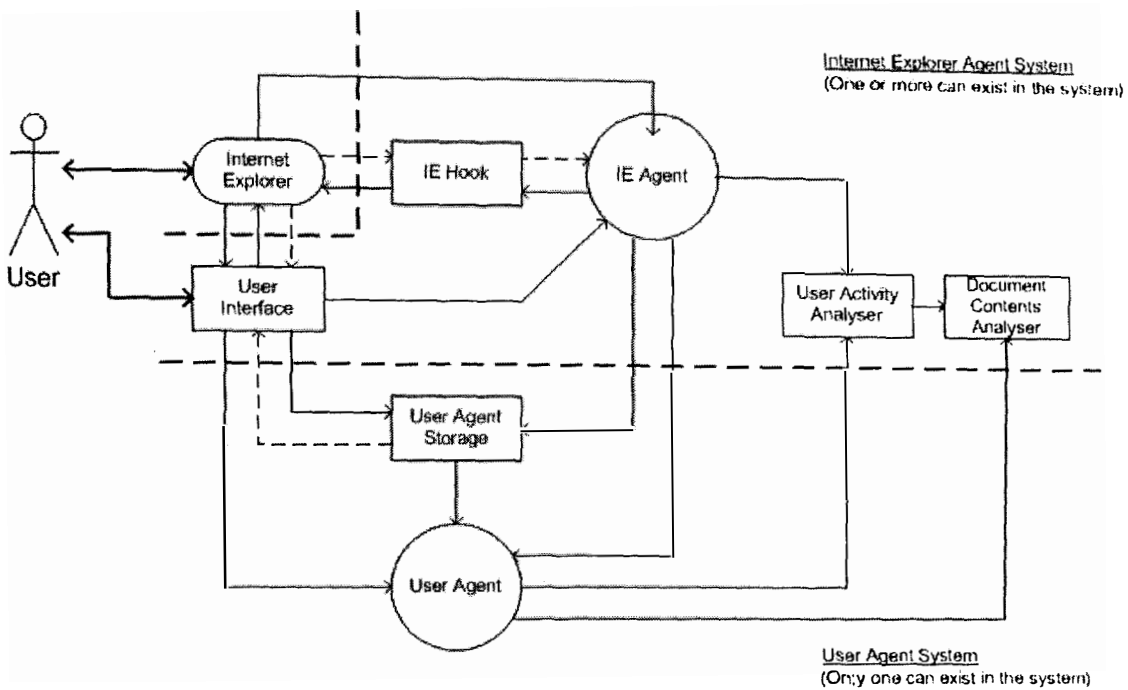 Internet Explorer Agent System
(One or more can exist in the system)
Internet
Explorer
IE Hook
IE Agent
User
User
Interface
User Activity
Analyser
Document
Contents
Analyser
User Agent
Storage
User Agent
User Agent System
(Only one can exist in the system)